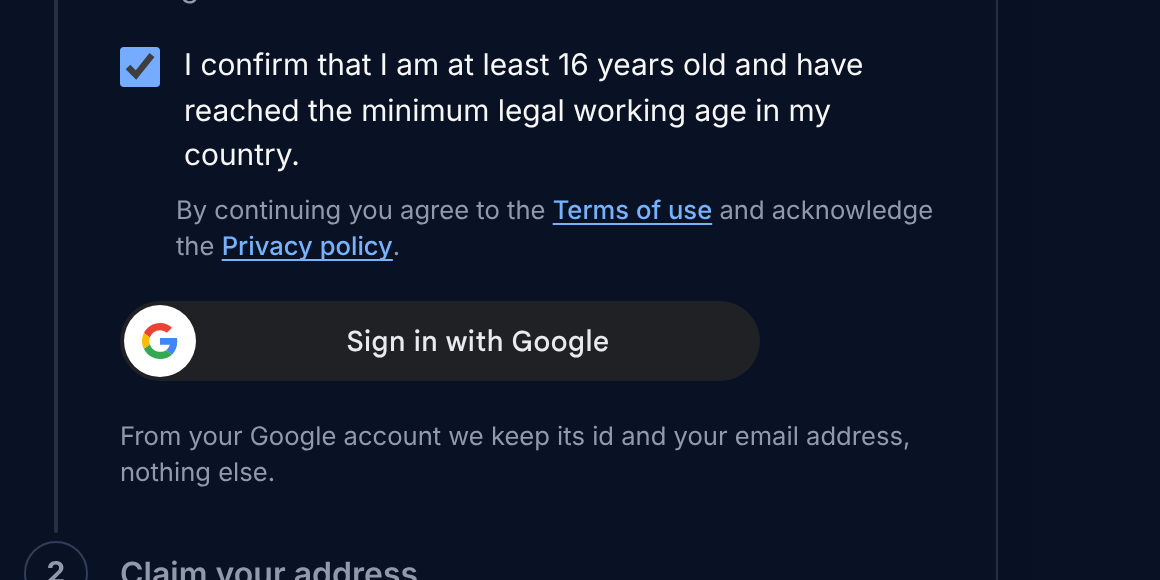 I confirm that I am at least 16 years old and have
reached the minimum legal working age in my
country.
By continuing you agree to the Terms of use and acknowledge
the Privacy policy.
Sign in with Google
From your Google account we keep its id and your email address,
nothing else.
2 Claim your address